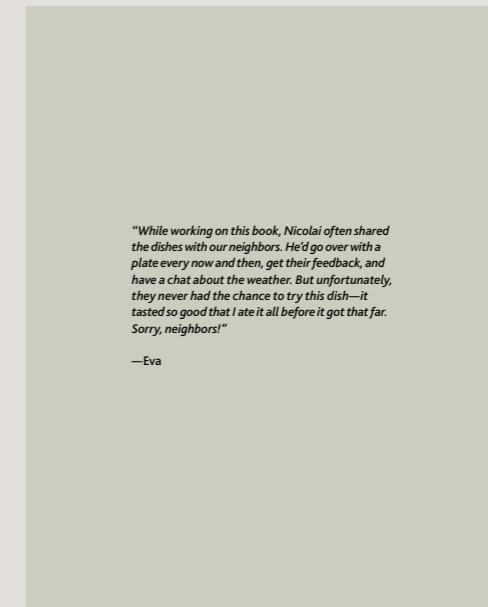 “While working on this book, Nicolai often shared
the dishes with our neighbors. He’d go over with a
plate every now and then, get their feedback, and
have a chat about the weather. But unfortunately,
they never had the chance to try this dish—it
tasted so good that I ate it all before it got that far.
Sorry, neighbors!”
—Eva